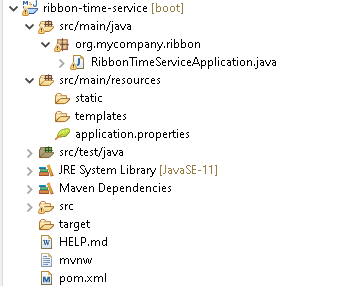 ribbon-time-service [boot]
src/main/java
org.mycompany.ribbon
RibbonTimeServiceApplication.java
src/main/resources
static
templates
application.properties
src/test/java
JRE System Library [JavaSE-11]
Maven Dependencies
src
target
HELP.md
mvnw
pom.xml